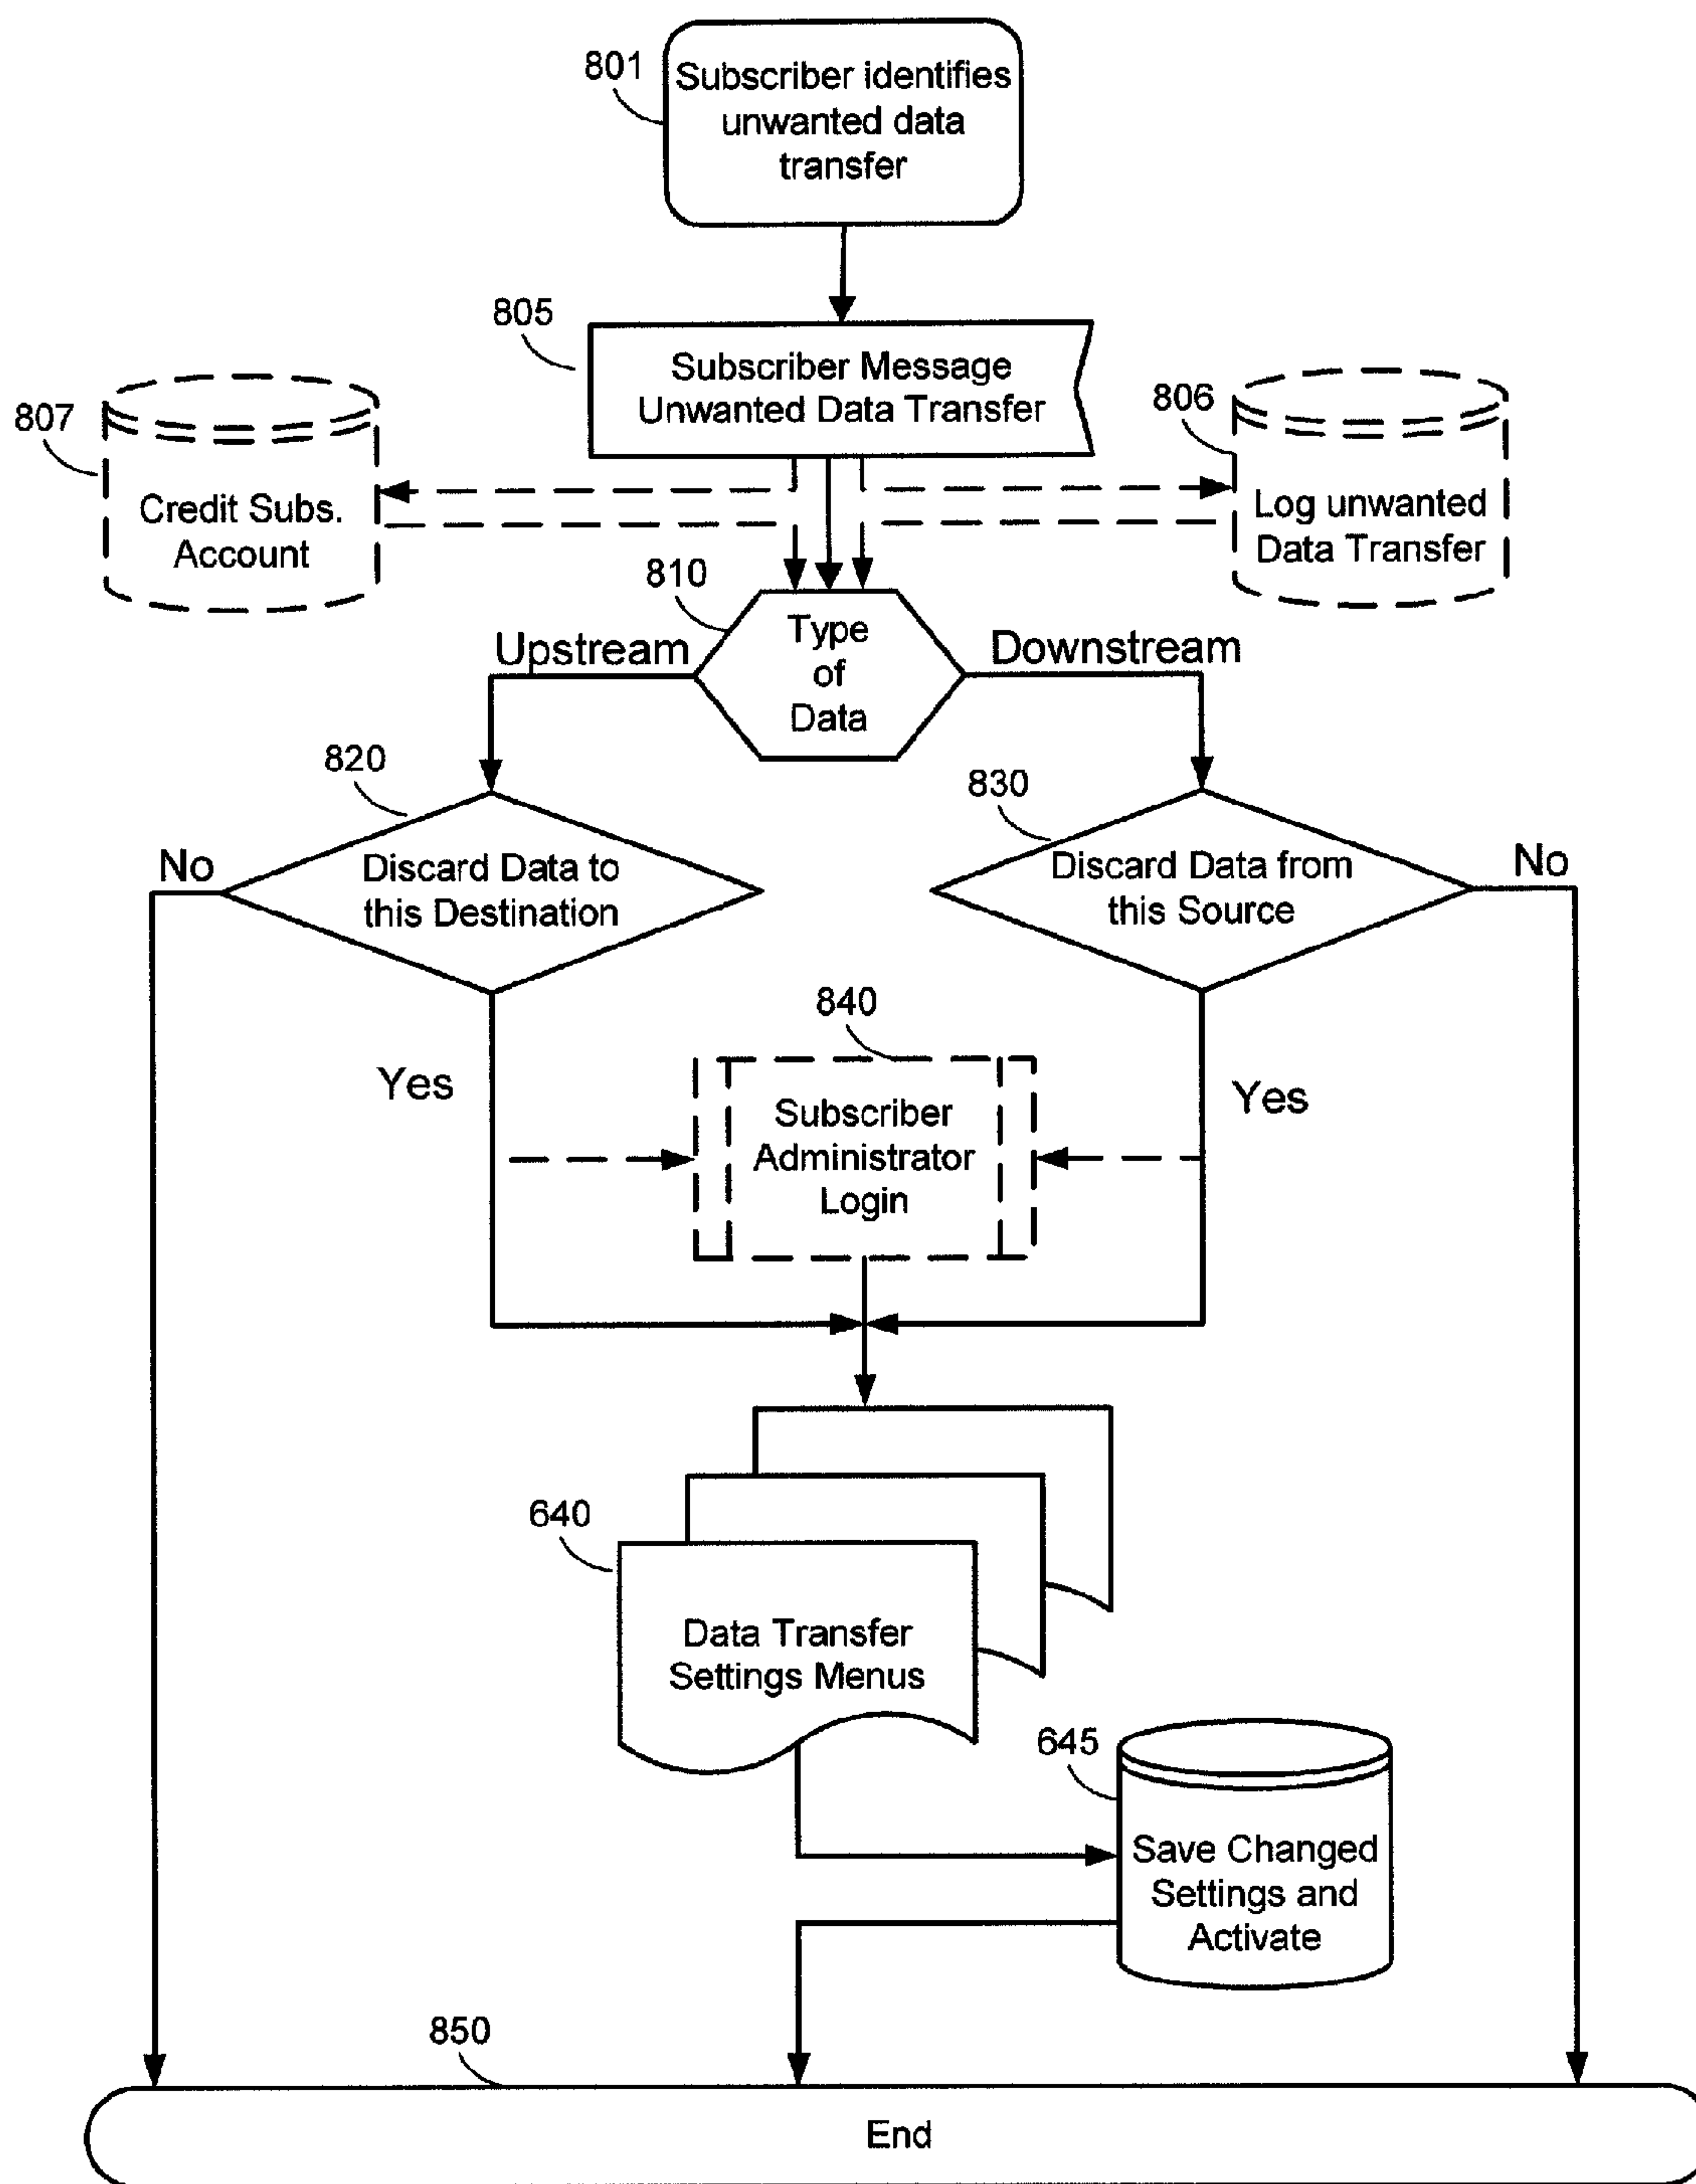 801
Subscriber identifies
unwanted data
transfer
805
Subscriber Message
Unwanted Data Transfer
807
Credit Subs.
Account
806
Log unwanted
Data Transfer
810
Type
of
Data
Upstream
Downstream
820
Discard Data to
this Destination
No
830
Discard Data from
this Source
No
Yes
840
Subscriber
Administrator
Login
Yes
640
Data Transfer
Settings Menus
645
Save Changed
Settings and
Activate
850
End